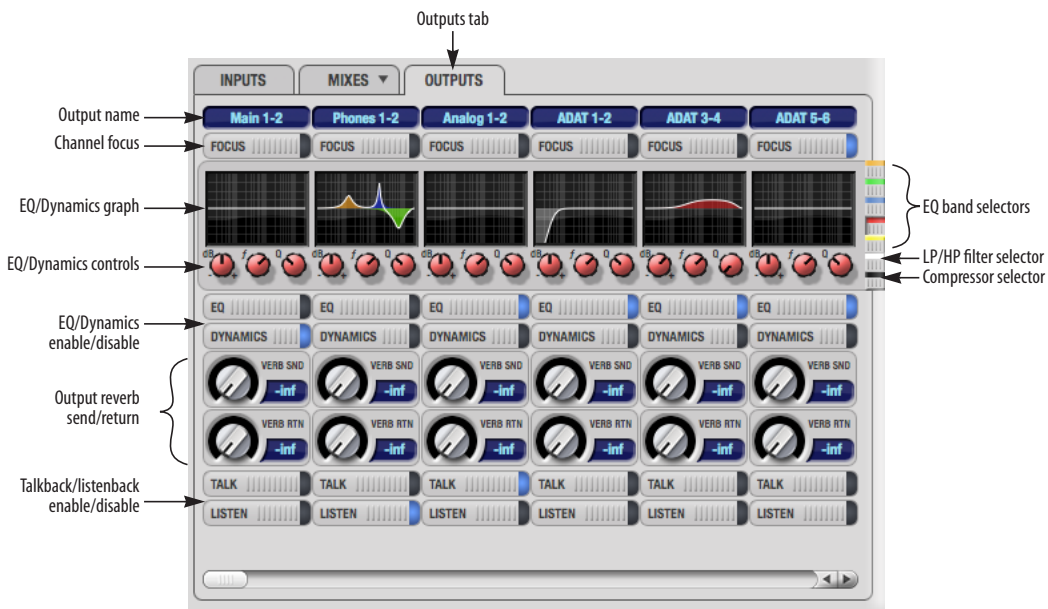 Outputs tab
INPUTS MIXES OUTPUTS
Output name
Main 1-2 Phones 1-2 Analog 1-2 ADAT 1-2 ADAT 3-4 ADAT 5-6
Channel focus
FOCUS FOCUS FOCUS FOCUS FOCUS FOCUS
EQ/Dynamics graph
EQ band selectors
EQ/Dynamics controls
dB f Q dB f Q dB f Q dB f Q dB f Q dB f Q
- + - + - + - + - + - +
LP/HP filter selector
Compressor selector
EQ/Dynamics
enable/disable
EQ EQ EQ EQ EQ EQ
DYNAMICS DYNAMICS DYNAMICS DYNAMICS DYNAMICS DYNAMICS
Output reverb
send/return
VERB SND VERB SND VERB SND VERB SND VERB SND VERB SND
-inf -inf -inf -inf -inf -inf
VERB RTN VERB RTN VERB RTN VERB RTN VERB RTN VERB RTN
-inf -inf -inf -inf -inf -inf
Talkback/listenback
enable/disable
TALK TALK TALK TALK TALK TALK
LISTEN LISTEN LISTEN LISTEN LISTEN LISTEN